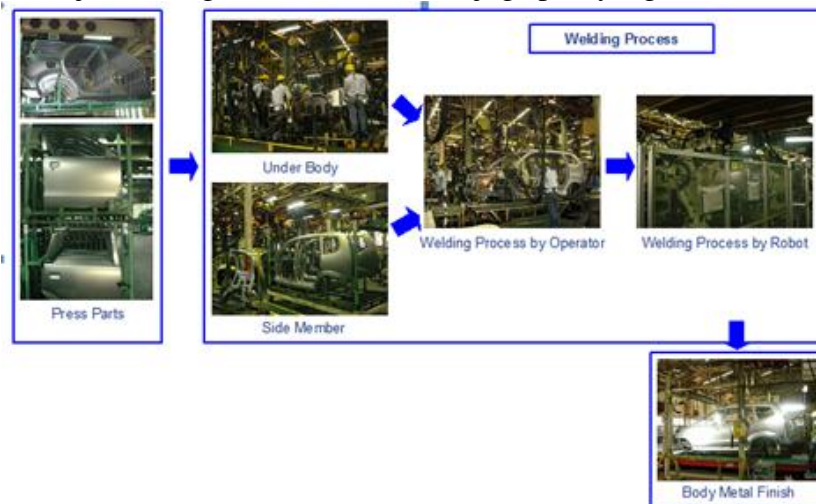 Welding Process
Under Body
Welding Process by Operator
Welding Process by Robot
Press Parts
Side Member
Body Metal Finish